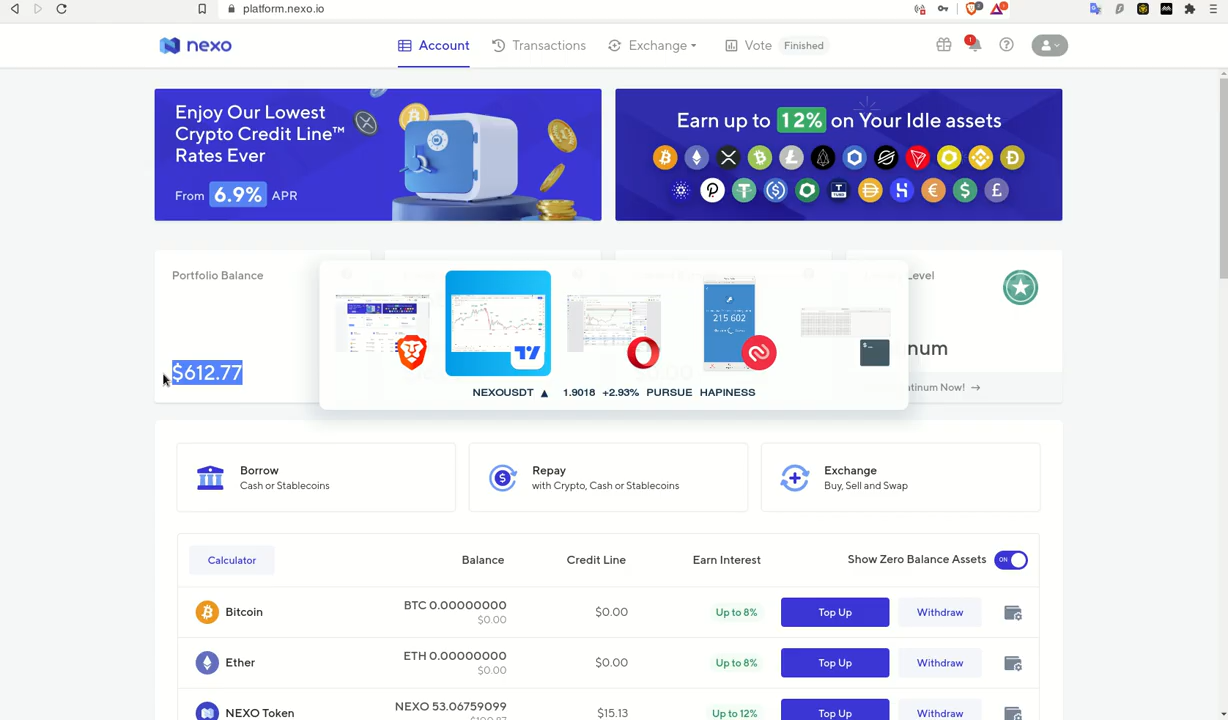 platform.nexo.io
nexo
Account
Transactions
Exchange
Vote
Finished
1
Enjoy Our Lowest
Crypto Credit Line™
Rates Ever
From 6.9% APR
Earn up to 12% on Your Idle assets
Portfolio Balance
$612.77
Level
215 602
NEXOUSDT ▲ 1.9018 +2.93% PURSUE HAPINESS
Borrow
Cash or Stablecoins
Repay
with Crypto, Cash or Stablecoins
Exchange
Buy, Sell and Swap
Calculator
Balance
Credit Line
Earn Interest
Show Zero Balance Assets
ON
Bitcoin
BTC 0.00000000
$0.00
$0.00
Up to 8%
Top Up
Withdraw
Ether
ETH 0.00000000
$0.00
$0.00
Up to 8%
Top Up
Withdraw
NEXO Token
NEXO 53.06759099
$15.13
Up to 12%
Top Up
Withdraw